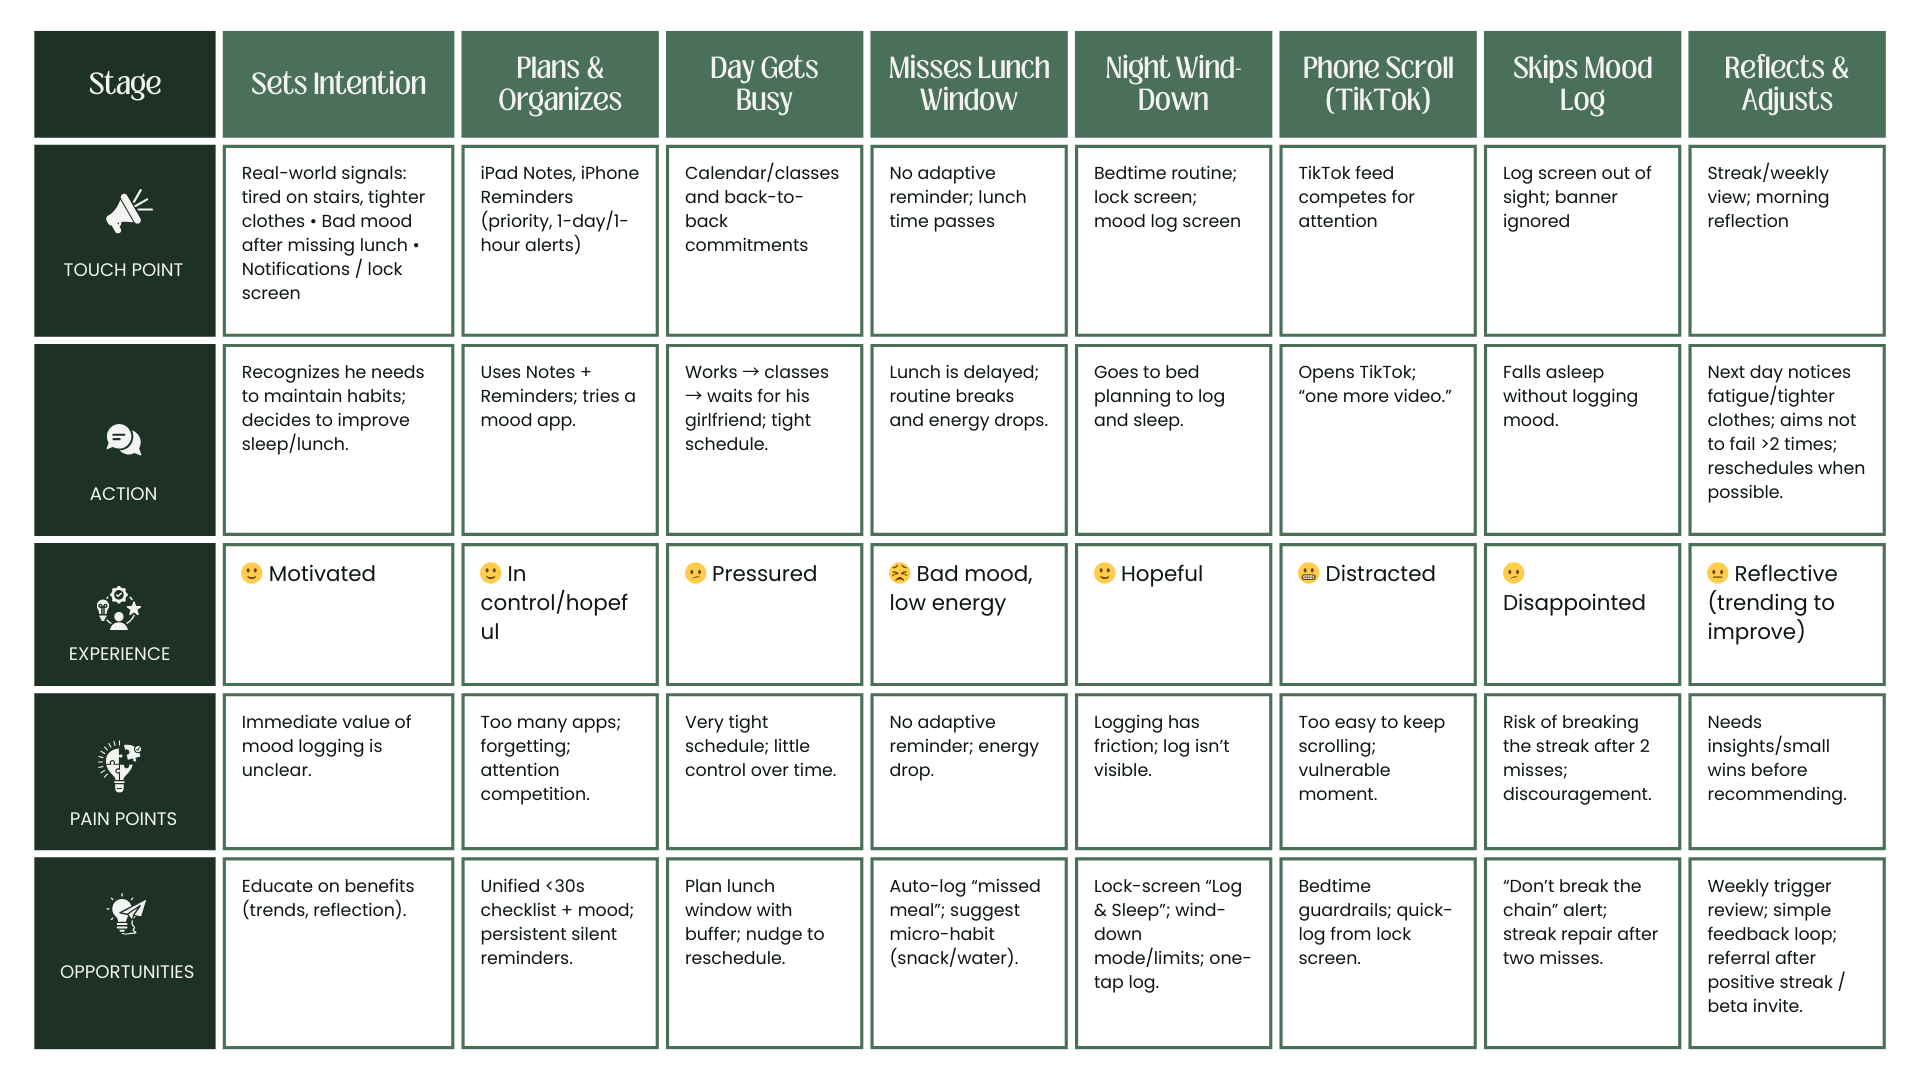 Stage
Sets Intention
Plans &
Organizes
Day Gets
Busy
Misses Lunch
Window
Night Wind-
Down
Phone Scroll
(TikTok)
Skips Mood
Log
Reflects &
Adjusts
TOUCH POINT
Real-world signals:
tired on stairs, tighter
clothes • Bad mood
after missing lunch •
Notifications / lock
screen
iPad Notes, iPhone
Reminders
(priority, 1-day/1-
hour alerts)
Calendar/classes
and back-to-
back
commitments
No adaptive
reminder; lunch
time passes
Bedtime routine;
lock screen;
mood log screen
TikTok feed
competes for
attention
Log screen out of
sight; banner
ignored
Streak/weekly
view; morning
reflection
ACTION
Recognizes he needs
to maintain habits;
decides to improve
sleep/lunch.
Uses Notes +
Reminders; tries a
mood app.
Works → classes
→ waits for his
girlfriend; tight
schedule.
Lunch is delayed;
routine breaks
and energy drops.
Goes to bed
planning to log
and sleep.
Opens TikTok;
“one more video.”
Falls asleep
without logging
mood.
Next day notices
fatigue/tighter
clothes; aims not
to fail >2 times;
reschedules when
possible.
EXPERIENCE
🙂 Motivated
🙂 In
control/hopef
ul
🫤 Pressured
😣 Bad mood,
low energy
🙂 Hopeful
😬 Distracted
😕
Disappointed
😐 Reflective
(trending to
improve)
PAIN POINTS
Immediate value of
mood logging is
unclear.
Too many apps;
forgetting;
attention
competition.
Very tight
schedule; little
control over time.
No adaptive
reminder; energy
drop.
Logging has
friction; log isn’t
visible.
Too easy to keep
scrolling;
vulnerable
moment.
Risk of breaking
the streak after 2
misses;
discouragement.
Needs
insights/small
wins before
recommending.
OPPORTUNITIES
Educate on benefits
(trends, reflection).
Unified <30s
checklist + mood;
persistent silent
reminders.
Plan lunch
window with
buffer; nudge to
reschedule.
Auto-log “missed
meal”; suggest
micro-habit
(snack/water).
Lock-screen “Log
& Sleep”; wind-
down
mode/limits; one-
tap log.
Bedtime
guardrails; quick-
log from lock
screen.
“Don’t break the
chain” alert;
streak repair after
two misses.
Weekly trigger
review; simple
feedback loop;
referral after
positive streak /
beta invite.